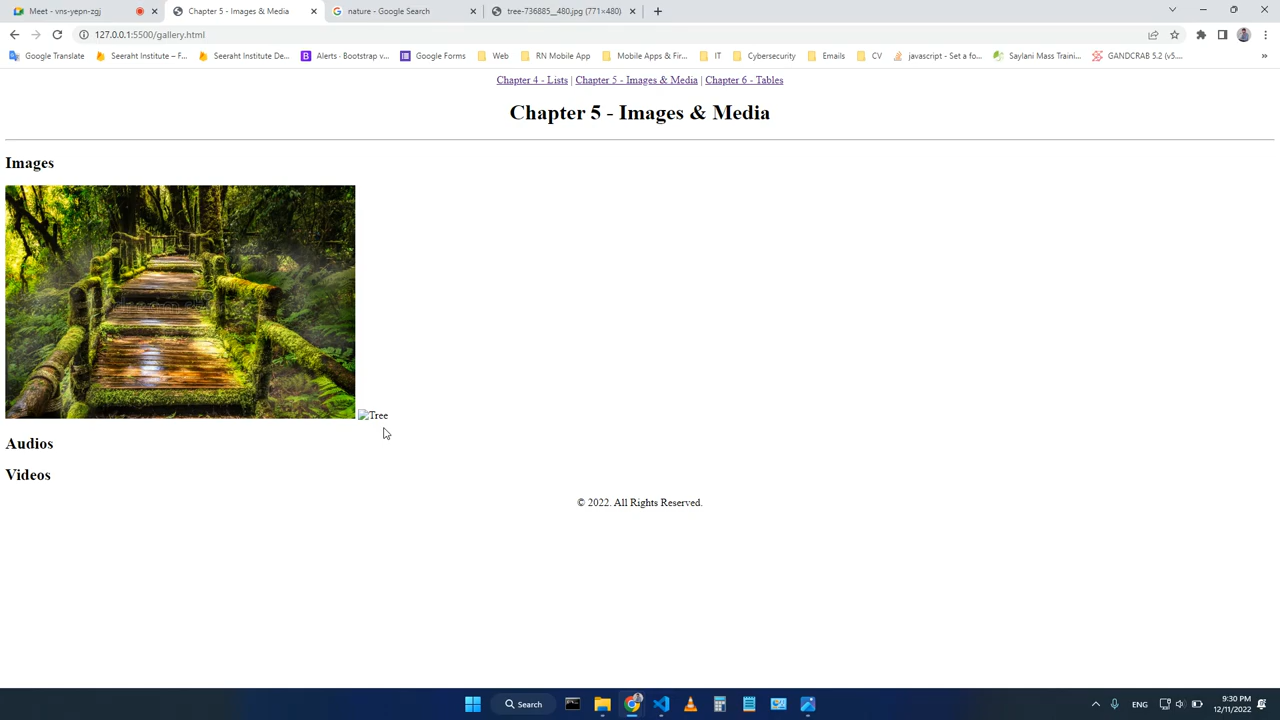 Meet - vns-yepn-zgj
Chapter 5 - Images & Media
nature - Google Search
tree-736885__480.jpg (771×480)
127.0.0.1:5500/gallery.html
Google Translate
Seeraht Institute – F...
Seeraht Institute De...
Alerts · Bootstrap v...
Google Forms
Web
RN Mobile App
Mobile Apps & Fir...
IT
Cybersecurity
Emails
CV
javascript - Set a fo...
Saylani Mass Traini...
GANDCRAB 5.2 (v5....
»
Chapter 4 - Lists | Chapter 5 - Images & Media | Chapter 6 - Tables
Chapter 5 - Images & Media
Images
Tree
Audios
Videos
© 2022. All Rights Reserved.
Search
ENG
9:30 PM
12/11/2022